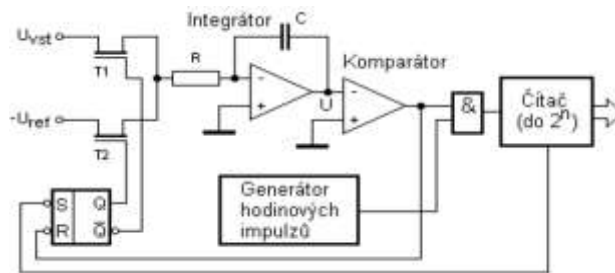 Integrátor
C
Uvst
T1
R
-
+
U
Komparátor
-
+
&
Čítač
(do 2ⁿ)
-Uref
T2
Generátor
hodinových
impulzů
S Q
R Q̅